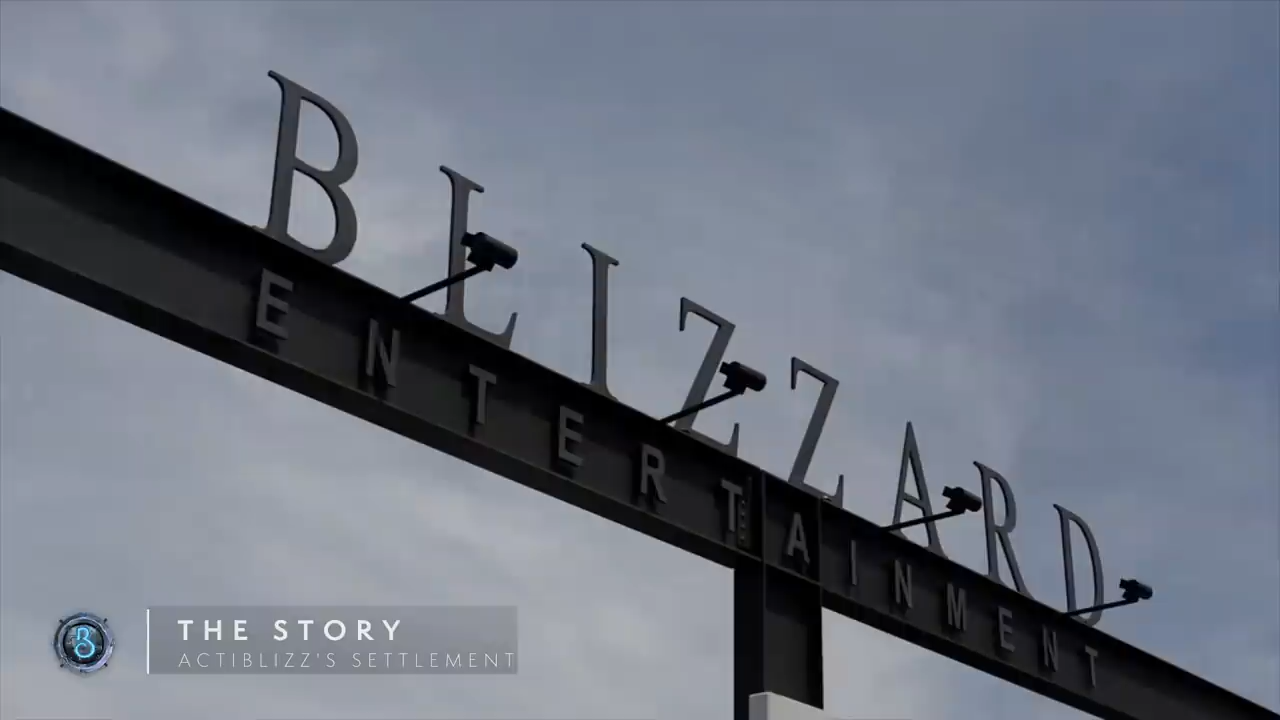 BLIZZARD
ENTERTAINMENT
B
THE STORY
ACTIBLIZZ'S SETTLEMENT